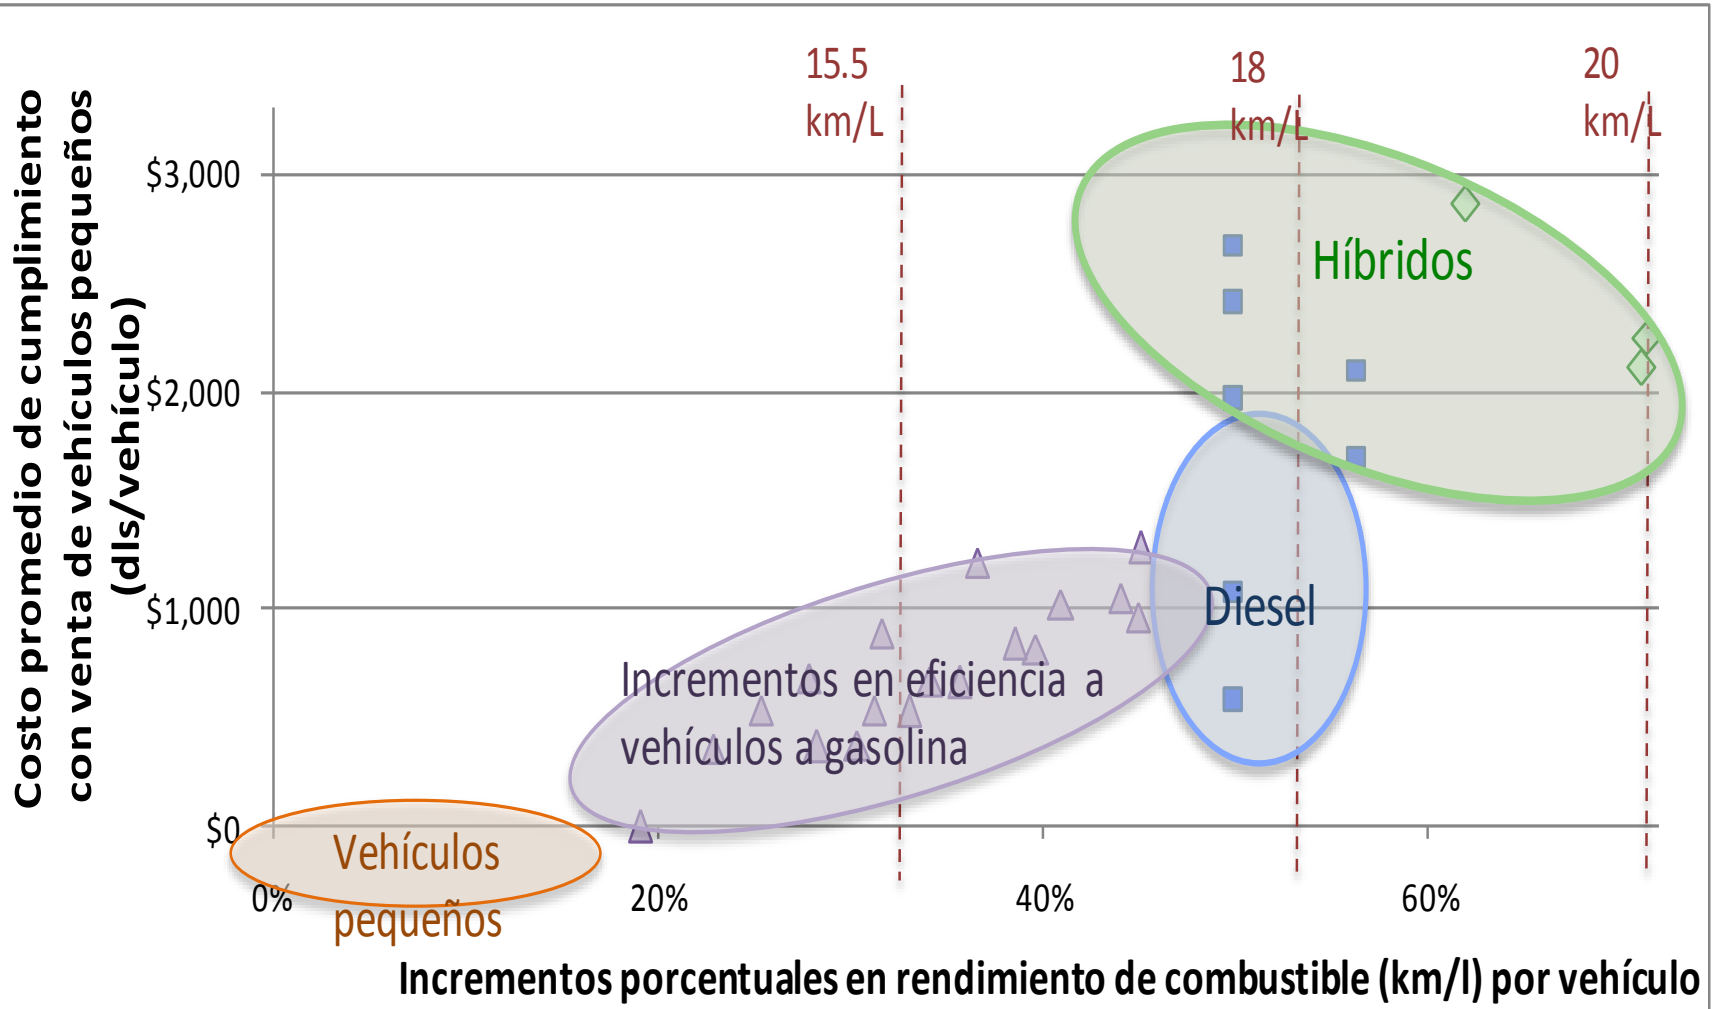 15.5
km/L
18
km/L
20
km/L
Costo promedio de cumplimiento
con venta de vehículos pequeños
(dls/vehículo)
$3,000
$2,000
$1,000
$0
Híbridos
Diesel
Incrementos en eficiencia a
vehículos a gasolina
Vehículos
pequeños
0%
20%
40%
60%
Incrementos porcentuales en rendimiento de combustible (km/l) por vehículo